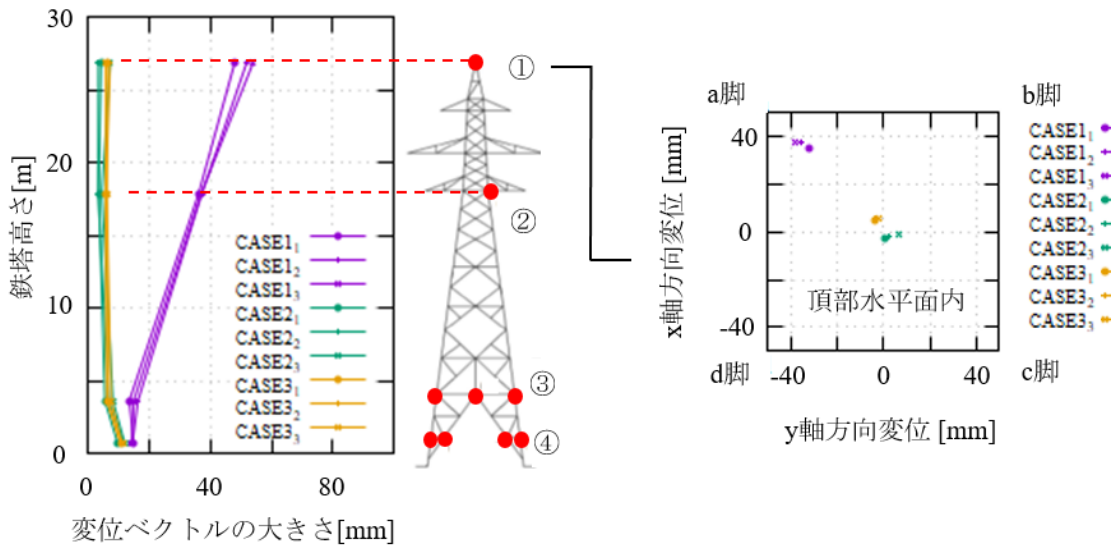 30
20
10
0
鉄塔高さ[m]
0
40
80
変位ベクトルの大きさ[mm]
CASE1₁
CASE1₂
CASE1₃
CASE2₁
CASE2₂
CASE2₃
CASE3₁
CASE3₂
CASE3₃
①
②
③
④
a脚
b脚
40
0
-40
x軸方向変位 [mm]
頂部水平面内
d脚
-40
0
40
c脚
y軸方向変位 [mm]
CASE1₁
CASE1₂
CASE1₃
CASE2₁
CASE2₂
CASE2₃
CASE3₁
CASE3₂
CASE3₃